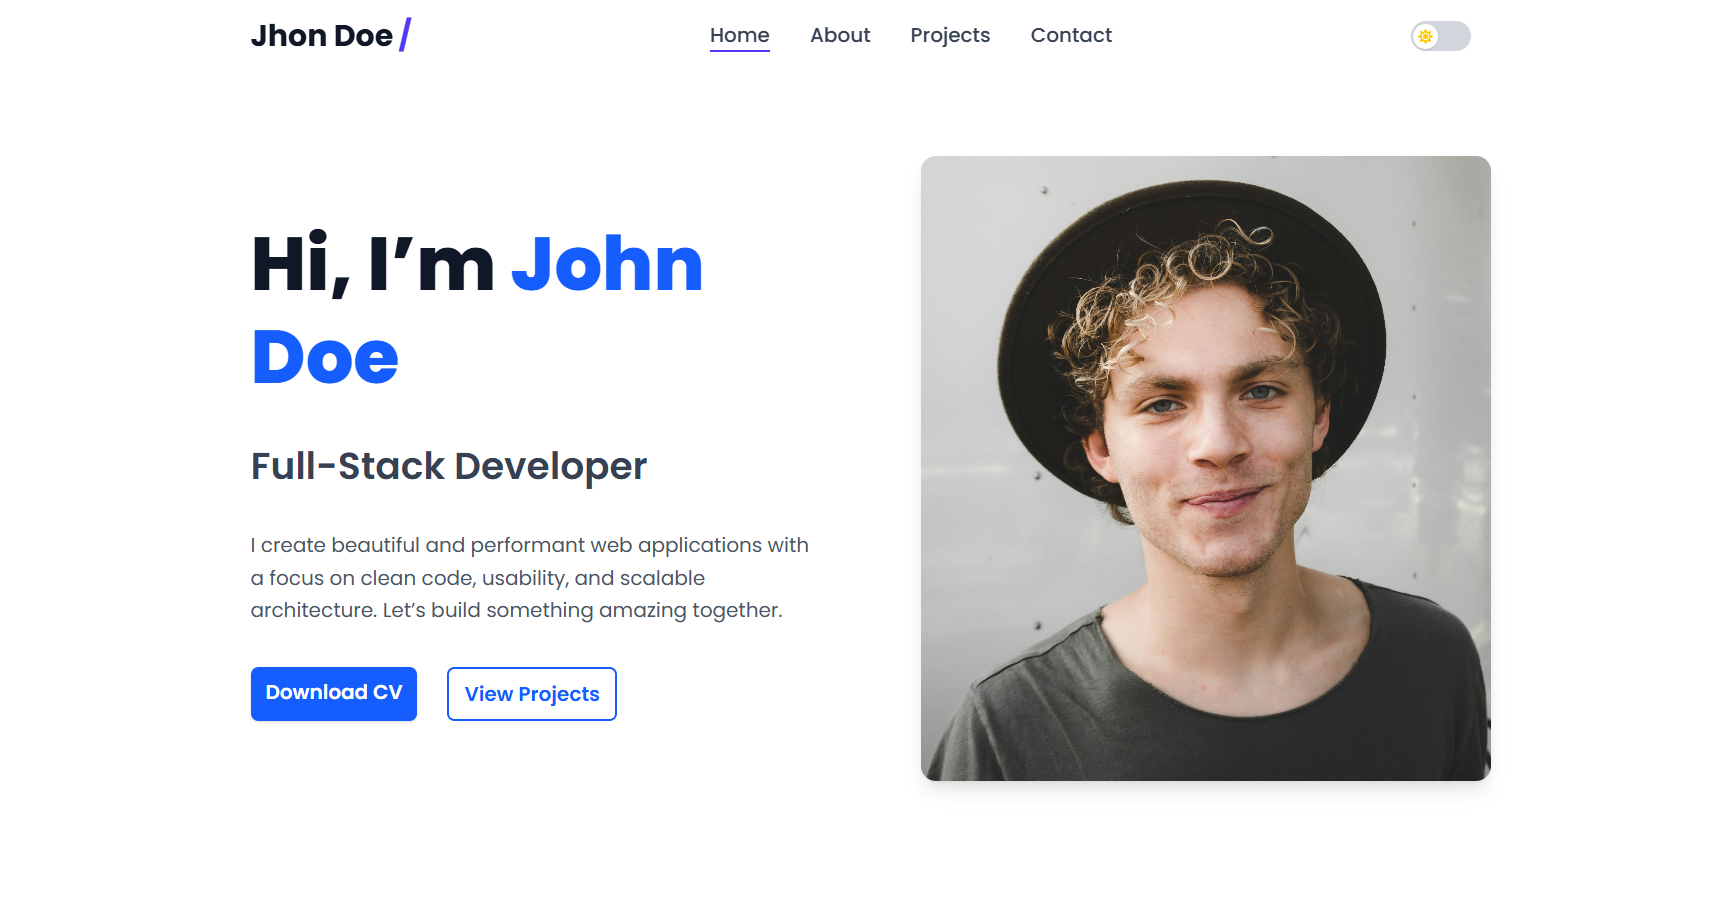 Jhon Doe /
Home About Projects Contact
Hi, I’m John
Doe
Full-Stack Developer
I create beautiful and performant web applications with
a focus on clean code, usability, and scalable
architecture. Let’s build something amazing together.
Download CV View Projects